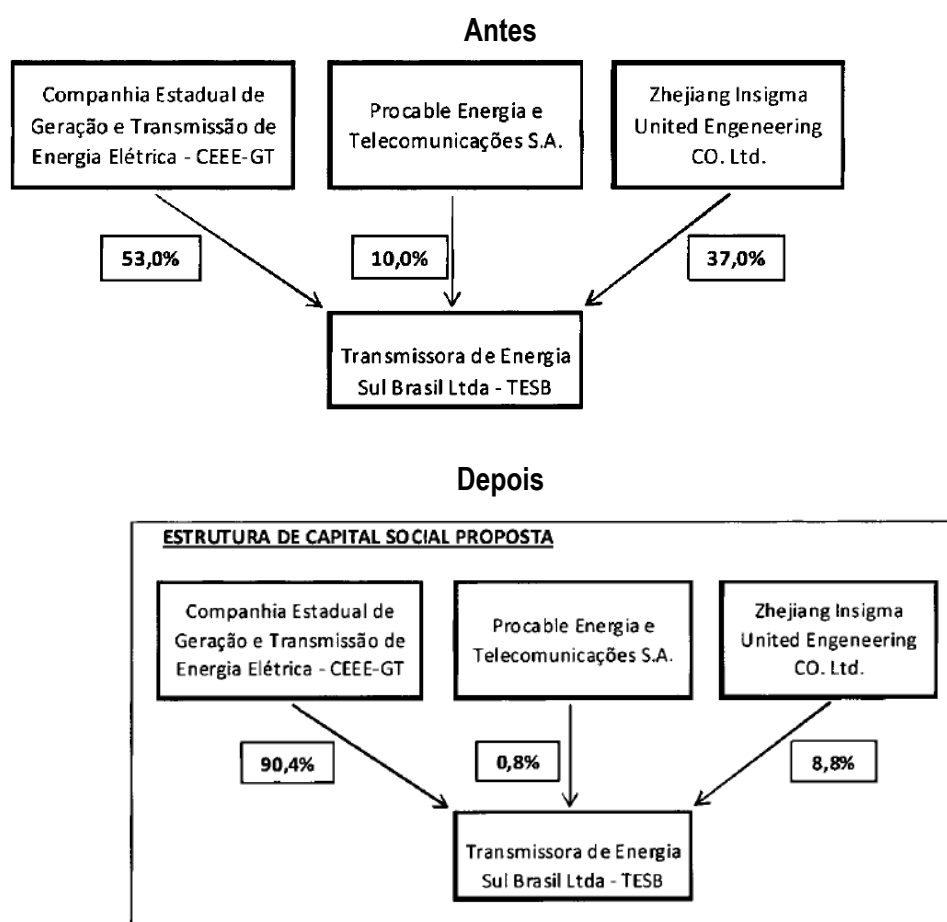 Antes
Companhia Estadual de
Geração e Transmissão de
Energia Elétrica - CEEE-GT
Procable Energia e
Telecomunicações S.A.
Zhejiang Insigma
United Engeneering
CO. Ltd.
53,0%
10,0%
37,0%
Transmissora de Energia
Sul Brasil Ltda - TESB
Depois
ESTRUTURA DE CAPITAL SOCIAL PROPOSTA
Companhia Estadual de
Geração e Transmissão de
Energia Elétrica - CEEE-GT
Procable Energia e
Telecomunicações S.A.
Zhejiang Insigma
United Engeneering
CO. Ltd.
90,4%
0,8%
8,8%
Transmissora de Energia
Sul Brasil Ltda - TESB